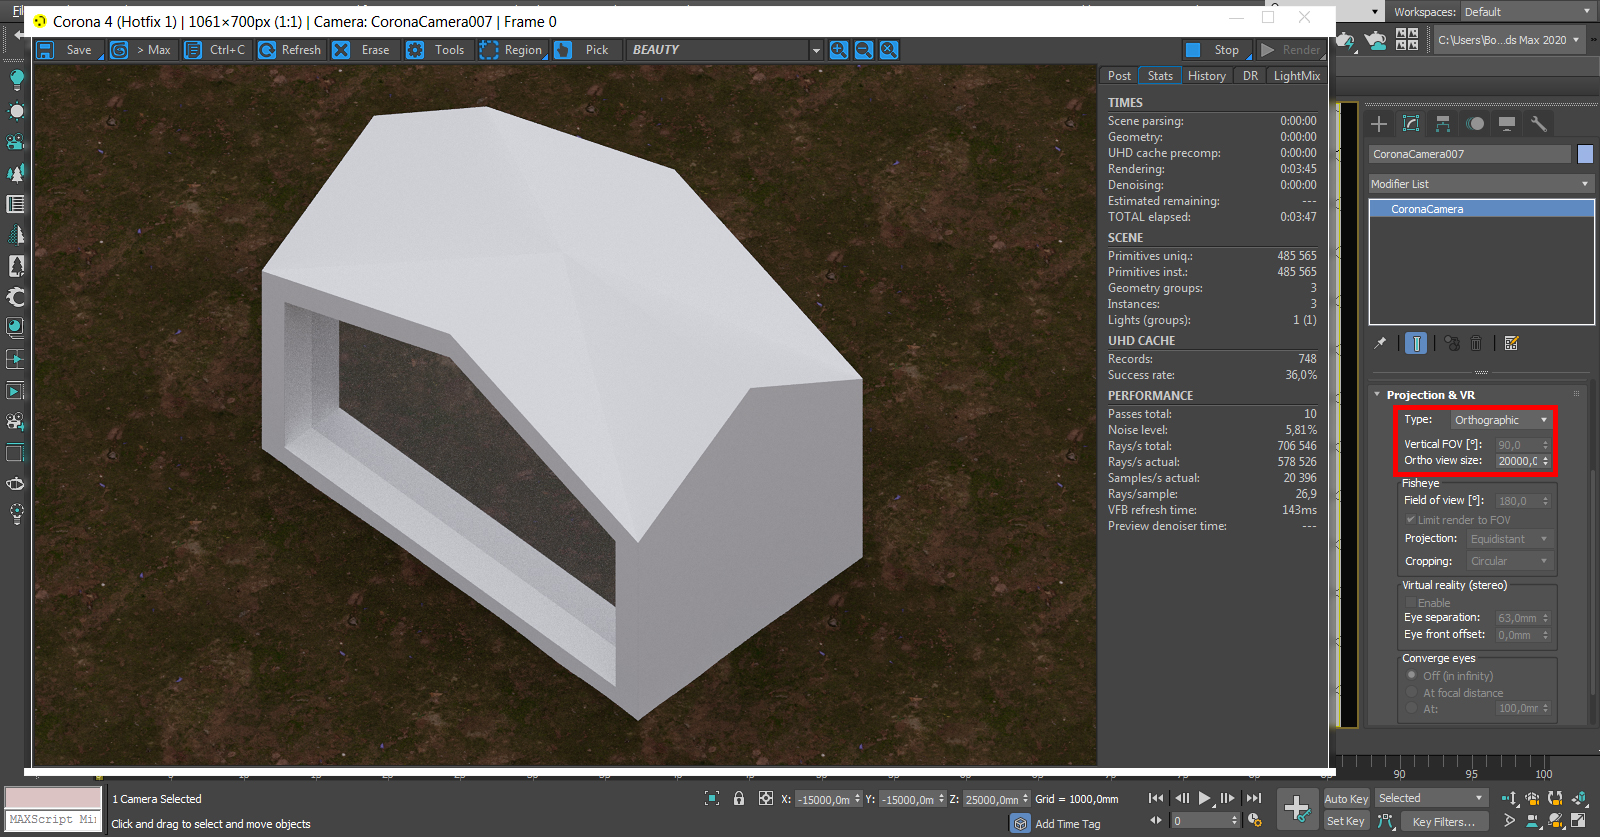 Corona 4 (Hotfix 1) | 1061×700px (1:1) | Camera: CoronaCamera007 | Frame 0
Workspaces: Default
Save > Max Ctrl+C Refresh Erase Tools Region Pick BEAUTY Stop Render
C:\Users\Bo...ds Max 2020
Post Stats History DR LightMix
TIMES
Scene parsing: 0:00:00
Geometry: 0:00:00
UHD cache precomp: 0:00:00
Rendering: 0:03:45
Denoising: 0:00:00
Estimated remaining: ---
TOTAL elapsed: 0:03:47
SCENE
Primitives uniq.: 485 565
Primitives inst.: 485 565
Geometry groups: 3
Instances: 3
Lights (groups): 1 (1)
UHD CACHE
Records: 748
Success rate: 36,0%
PERFORMANCE
Passes total: 10
Noise level: 5,81%
Rays/s total: 706 546
Rays/s actual: 578 526
Samples/s actual: 20 396
Rays/sample: 26,9
VFB refresh time: 143ms
Preview denoiser time: ---
CoronaCamera007
Modifier List
CoronaCamera
Projection & VR
Type: Orthographic
Vertical FOV [°]: 90,0
Ortho view size: 20000,0
Fisheye
Field of view [°]: 180,0
Limit render to FOV
Projection: Equidistant
Cropping: Circular
Virtual reality (stereo)
Enable
Eye separation: 63,0mm
Eye front offset: 0,0mm
Converge eyes
Off (in infinity)
At focal distance
At: 100,0mr
90 95 100
1 Camera Selected
X: -15000,0m Y: -15000,0m Z: 25000,0mm Grid = 1000,0mm
Auto Key Selected
MAXScript Mi
Click and drag to select and move objects
Add Time Tag
0
Set Key Key Filters...